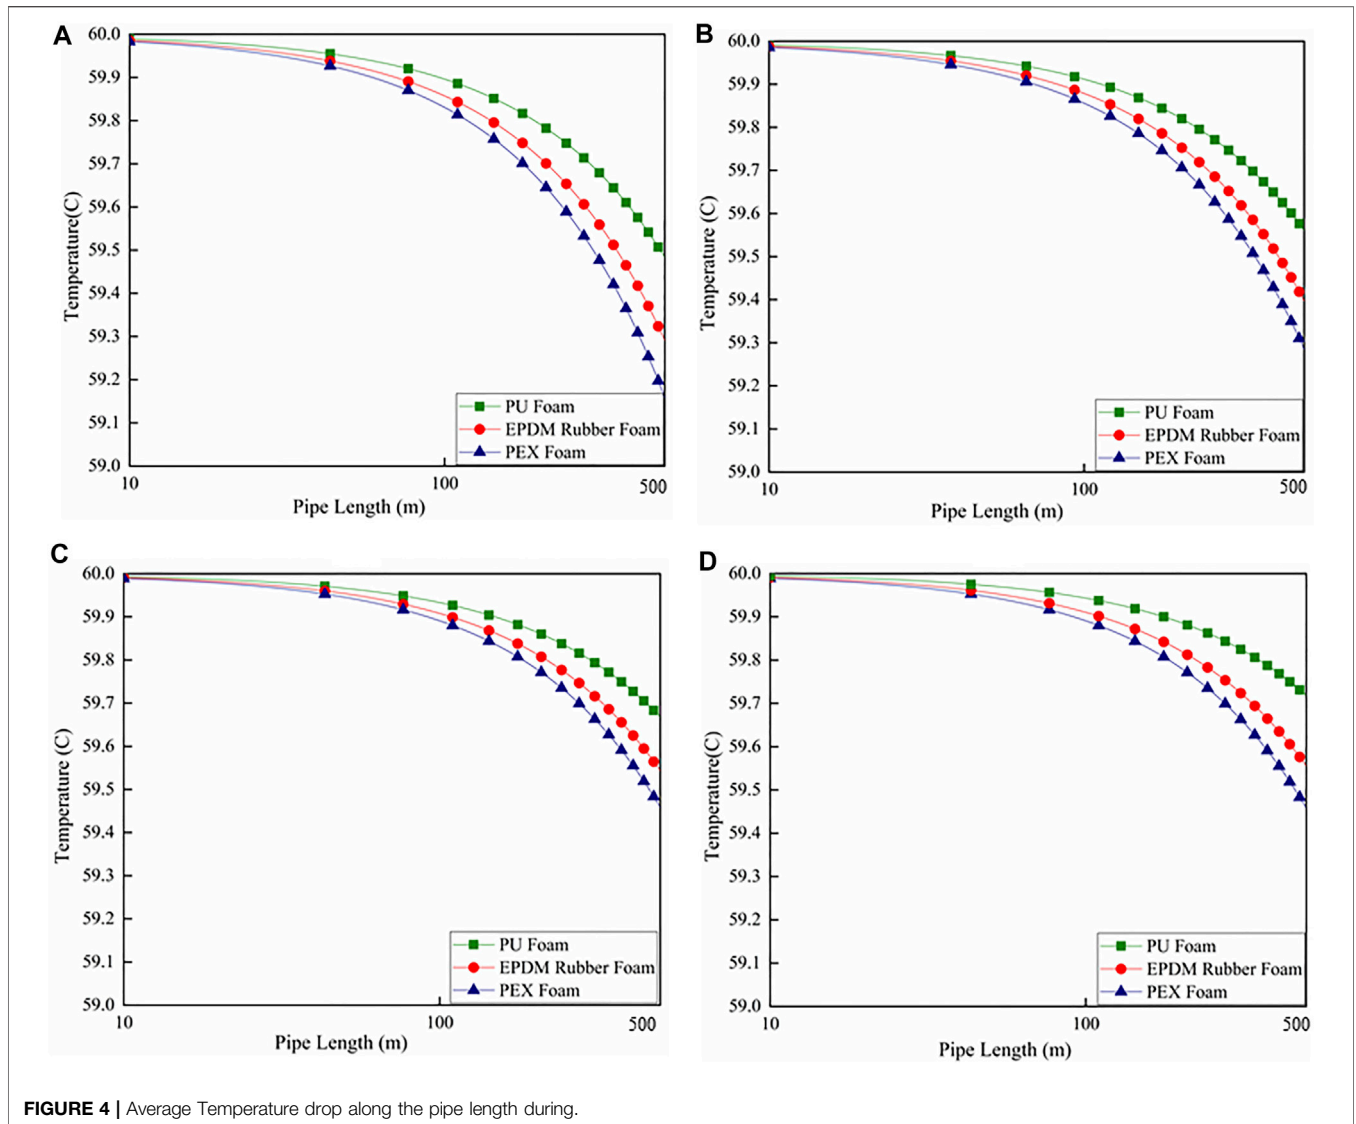 A
60.0
59.9
59.8
59.7
59.6
59.5
59.4
59.3
59.2
59.1
59.0
Temperature(C)
10
100
500
Pipe Length (m)
PU Foam
EPDM Rubber Foam
PEX Foam
B
60.0
59.9
59.8
59.7
59.6
59.5
59.4
59.3
59.2
59.1
59.0
Temperature (C)
10
100
500
Pipe Length (m)
PU Foam
EPDM Rubber Foam
PEX Foam
C
60.0
59.9
59.8
59.7
59.6
59.5
59.4
59.3
59.2
59.1
59.0
Temperature (C)
10
100
500
Pipe Length (m)
PU Foam
EPDM Rubber Foam
PEX Foam
D
60.0
59.9
59.8
59.7
59.6
59.5
59.4
59.3
59.2
59.1
59.0
Temperature(C)
10
100
500
Pipe Length (m)
PU Foam
EPDM Rubber Foam
PEX Foam
FIGURE 4 | Average Temperature drop along the pipe length during.